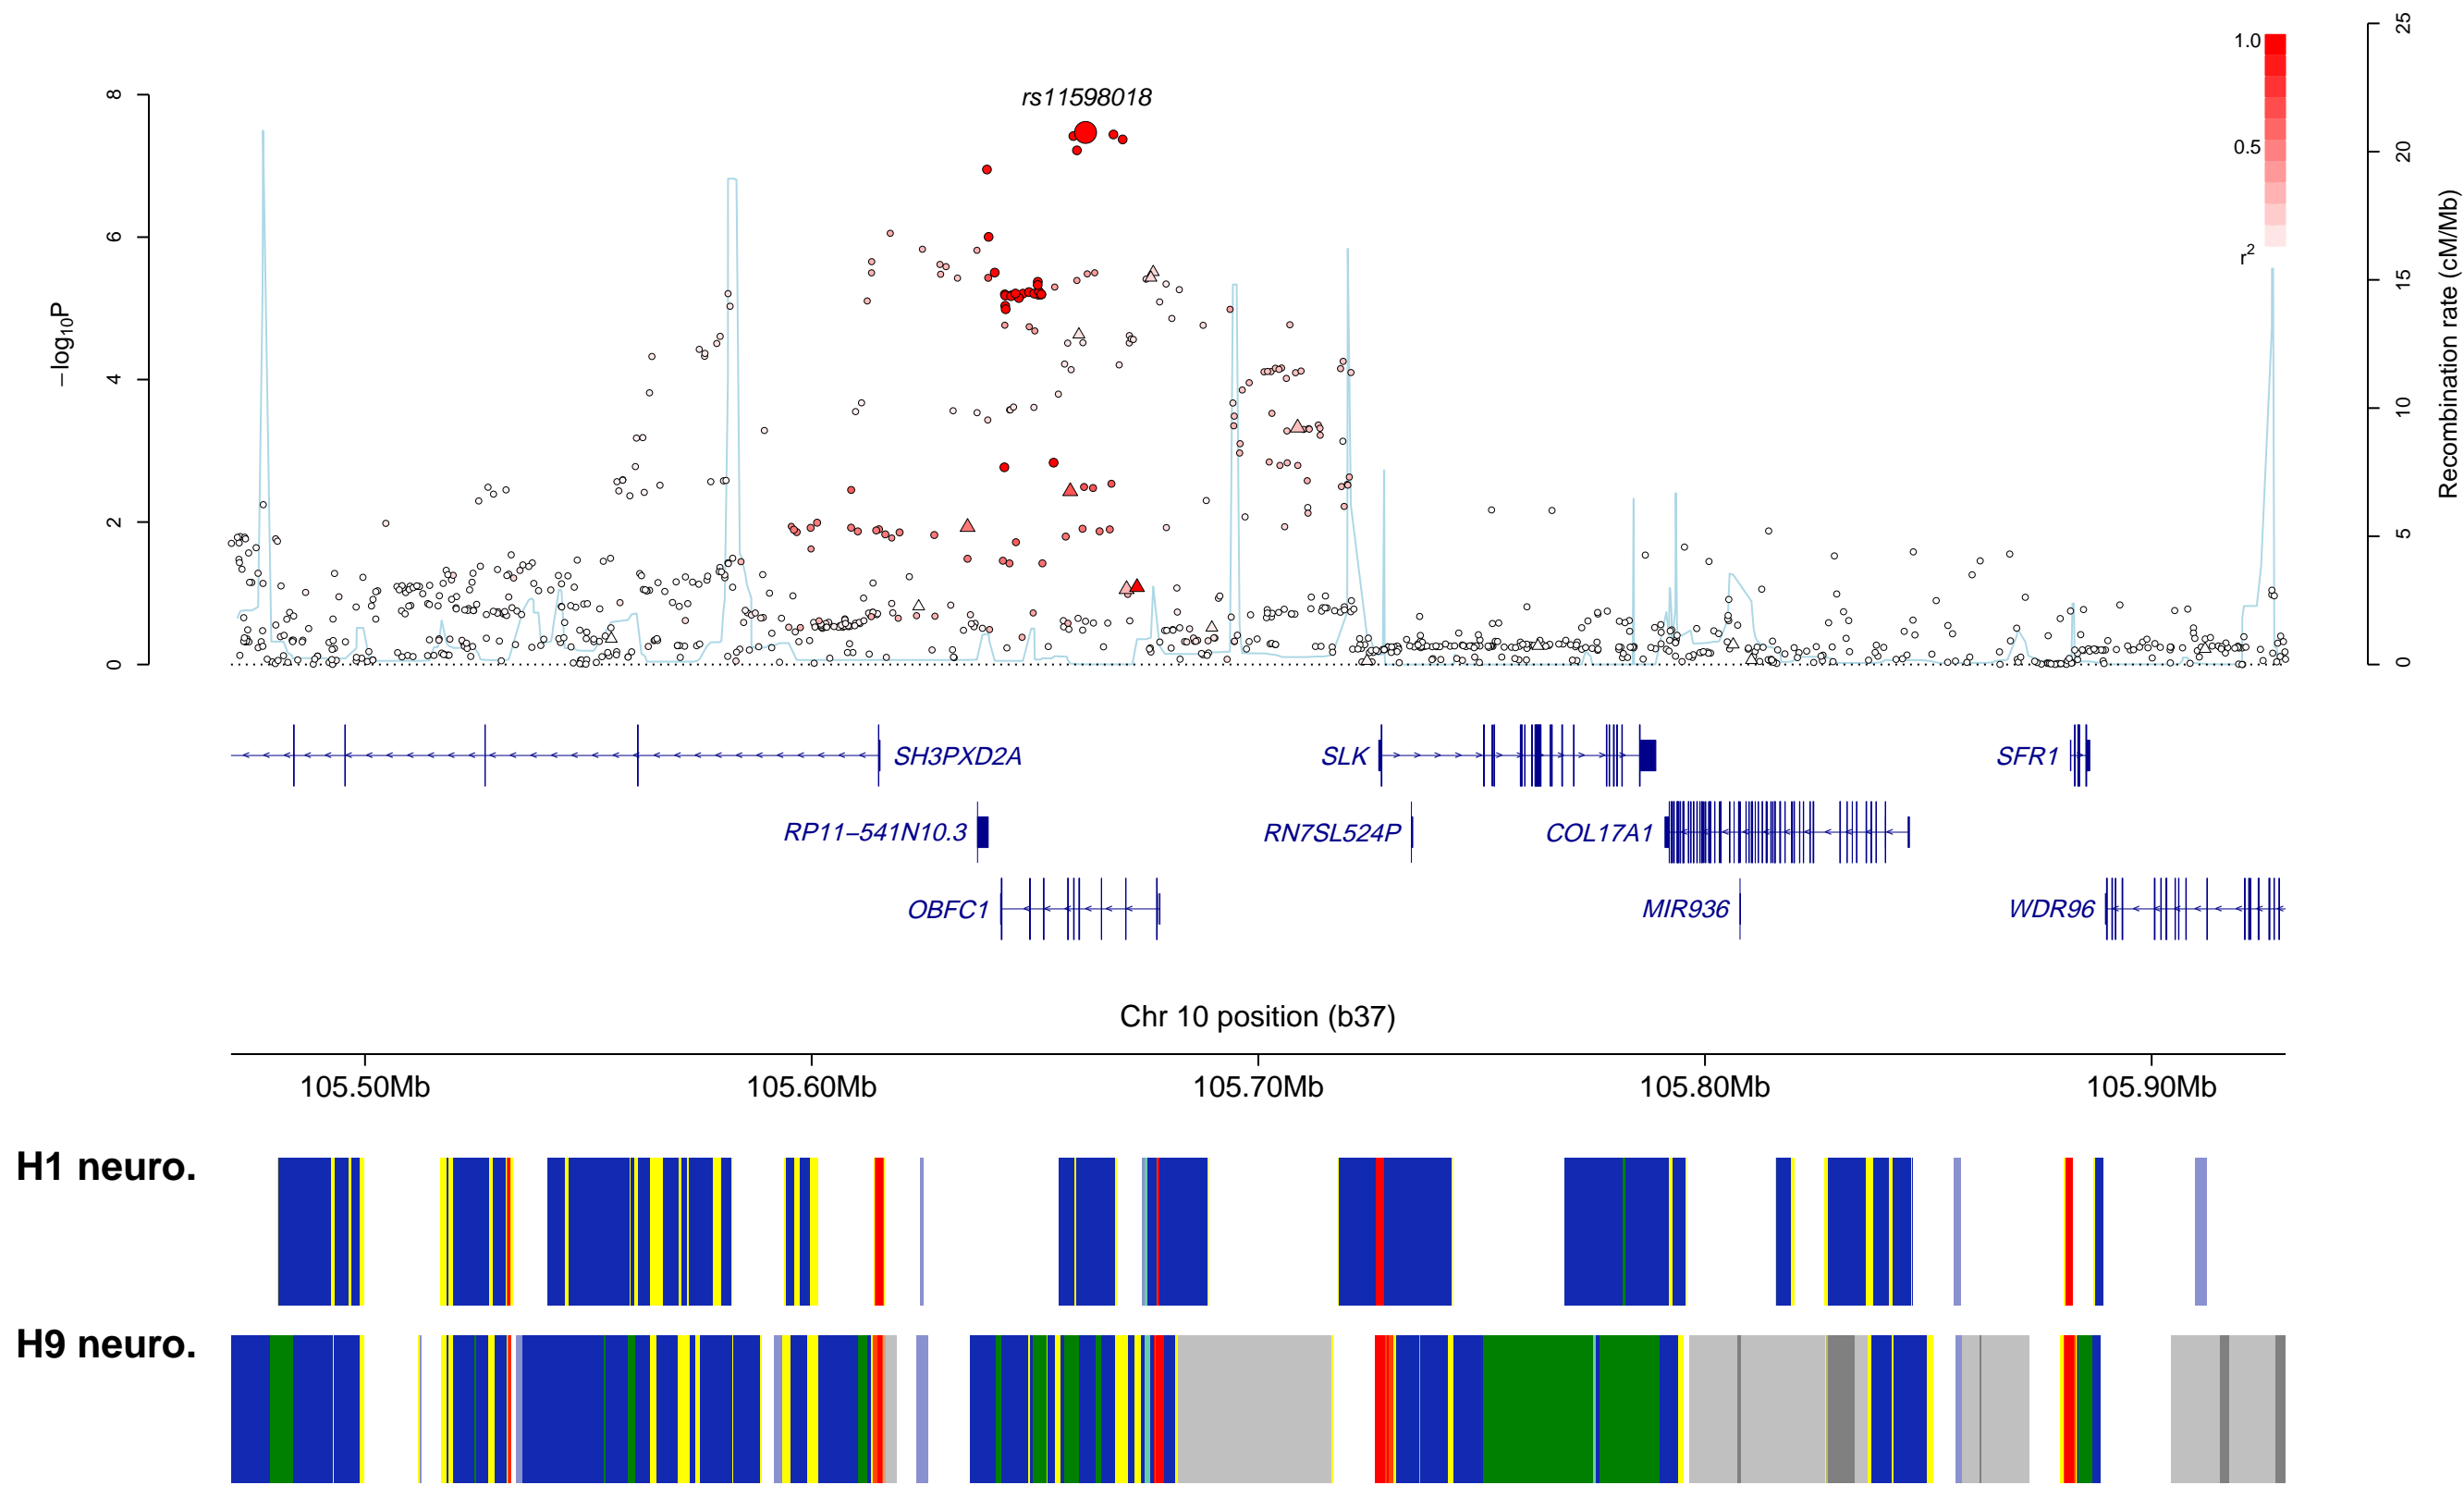 rs11598018
−log10P
8
6
4
2
0
1.0
0.5
r2
25
20
15
10
5
0
Recombination rate (cM/Mb)
SH3PXD2A
SLK
SFR1
RP11−541N10.3
RN7SL524P
COL17A1
OBFC1
MIR936
WDR96
Chr 10 position (b37)
105.50Mb
105.60Mb
105.70Mb
105.80Mb
105.90Mb
H1 neuro.
H9 neuro.